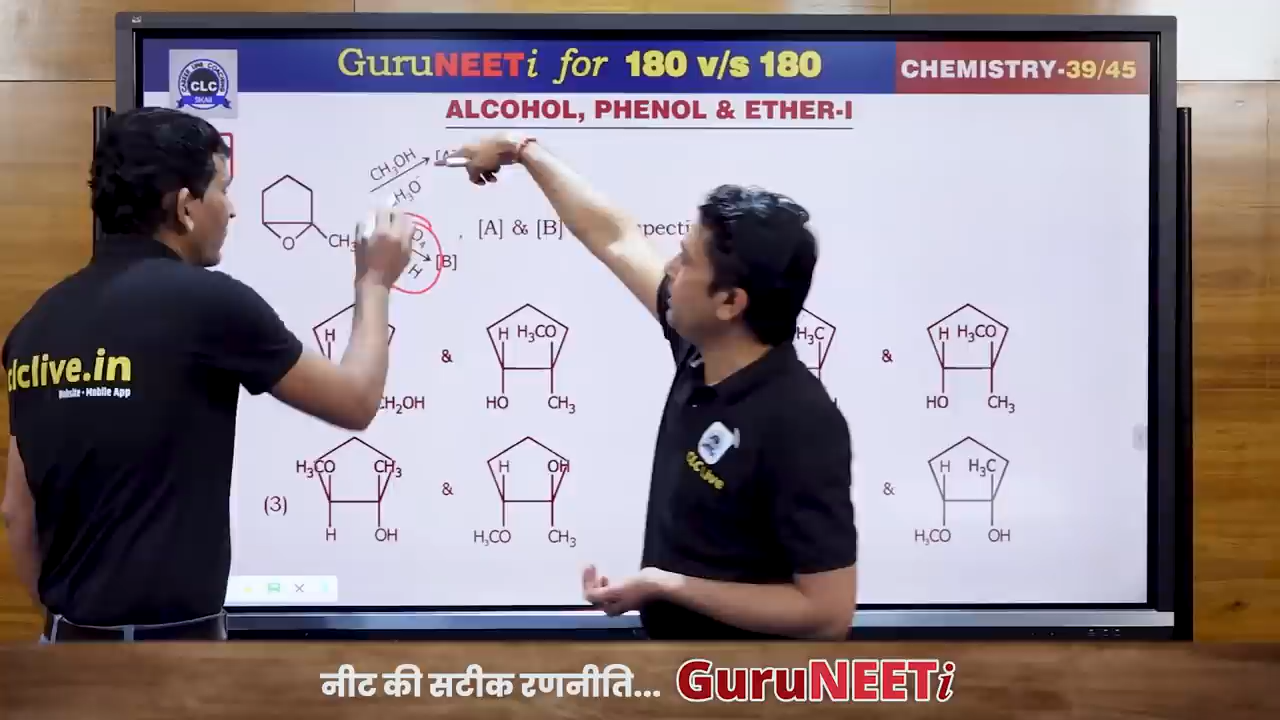 GuruNEETi for 180 v/s 180
CHEMISTRY-39/45
CLC
ALCOHOL, PHENOL & ETHER-I
CH₃OH
O
CH₃
[B]
[A] & [B]
H
&
H H₃CO
H₃C
&
H H₃CO
CH₂OH
HO CH₃
HO CH₃
H₃CO CH₃
&
H OH
&
H H₃C
(3)
H OH
H₃CO CH₃
H₃CO OH
clclive.in
Website • Mobile App
CLC Live
नीट की सटीक रणनीति... GuruNEETi